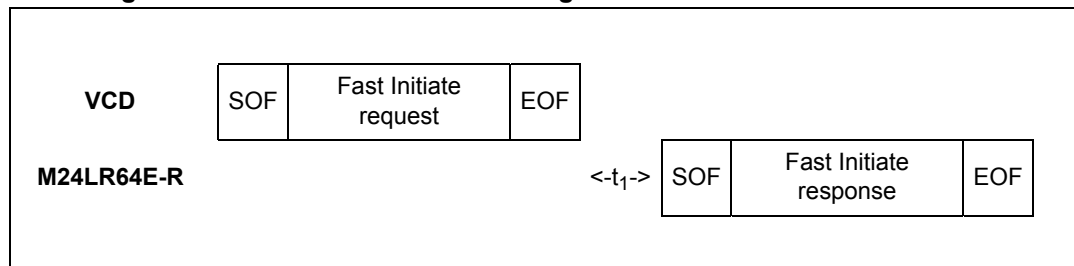 VCD SOF Fast Initiate request EOF
M24LR64E-R <-t1-> SOF Fast Initiate response EOF